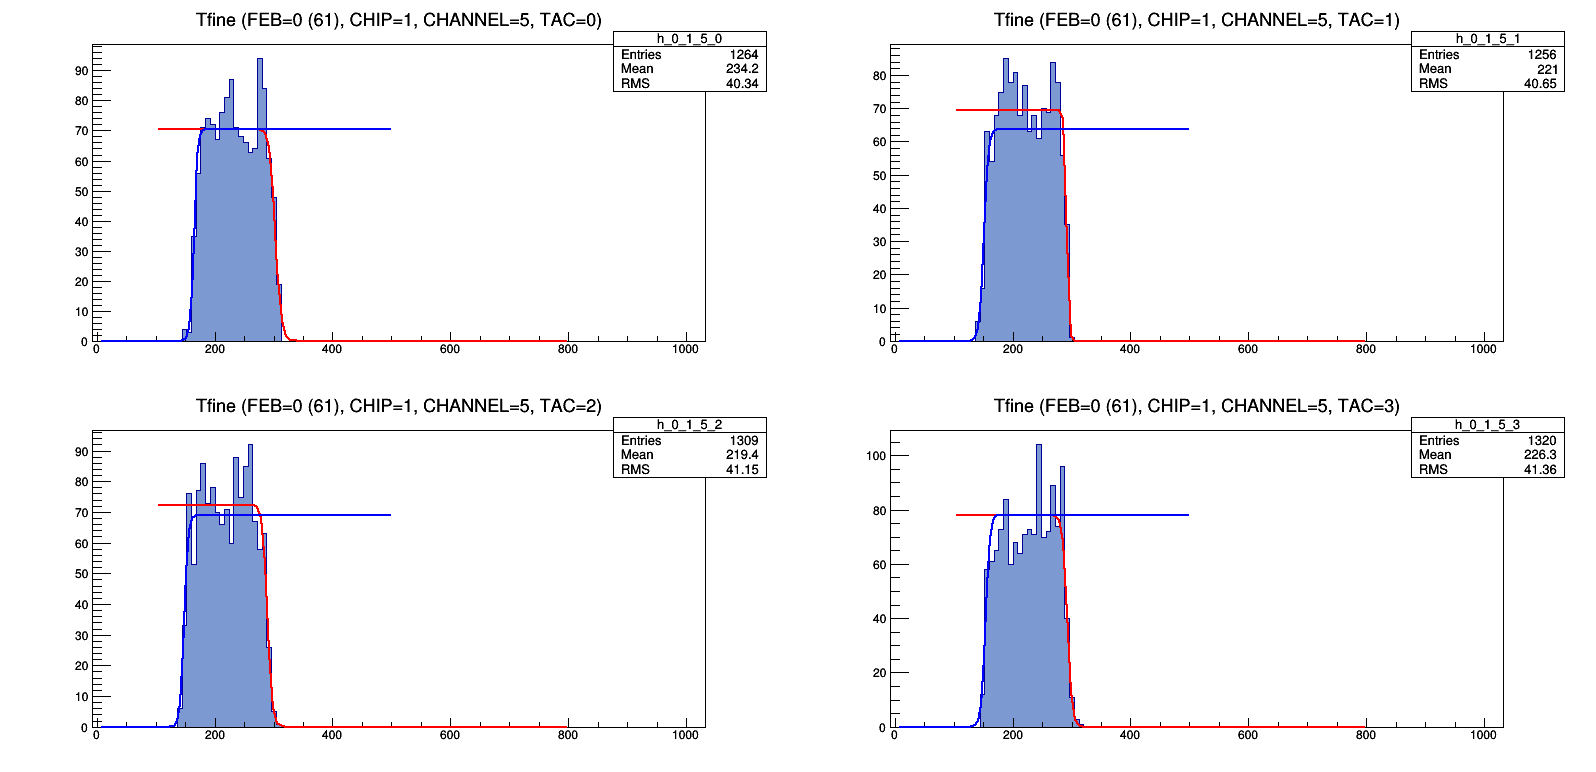 Tfine (FEB=0 (61), CHIP=1, CHANNEL=5, TAC=0)
h_0_1_5_0
Entries 1264
Mean 234.2
RMS 40.34
90
80
70
60
50
40
30
20
10
0
0 200 400 600 800 1000
Tfine (FEB=0 (61), CHIP=1, CHANNEL=5, TAC=1)
h_0_1_5_1
Entries 1256
Mean 221
RMS 40.65
80
70
60
50
40
30
20
10
0
0 200 400 600 800 1000
Tfine (FEB=0 (61), CHIP=1, CHANNEL=5, TAC=2)
h_0_1_5_2
Entries 1309
Mean 219.4
RMS 41.15
90
80
70
60
50
40
30
20
10
0
0 200 400 600 800 1000
Tfine (FEB=0 (61), CHIP=1, CHANNEL=5, TAC=3)
h_0_1_5_3
Entries 1320
Mean 226.3
RMS 41.36
100
80
60
40
20
0
0 200 400 600 800 1000